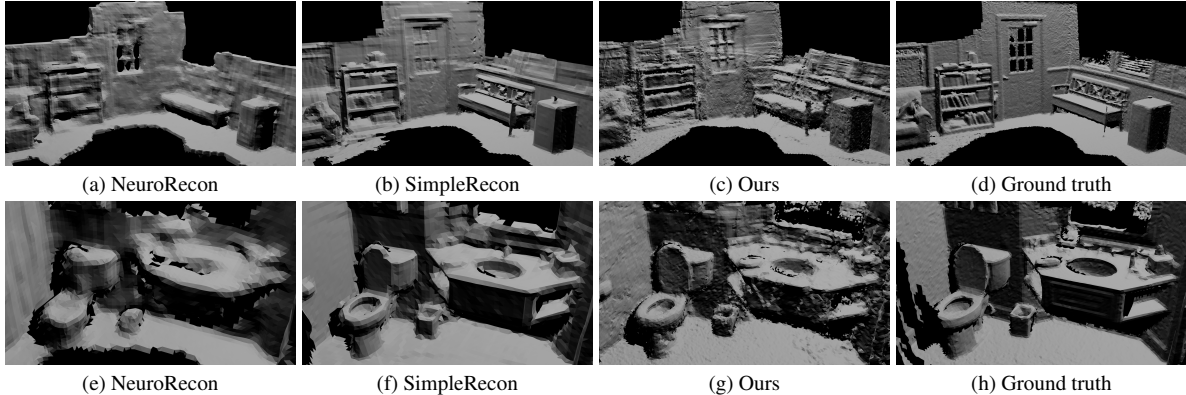 (a) NeuroRecon
(b) SimpleRecon
(c) Ours
(d) Ground truth
(e) NeuroRecon
(f) SimpleRecon
(g) Ours
(h) Ground truth